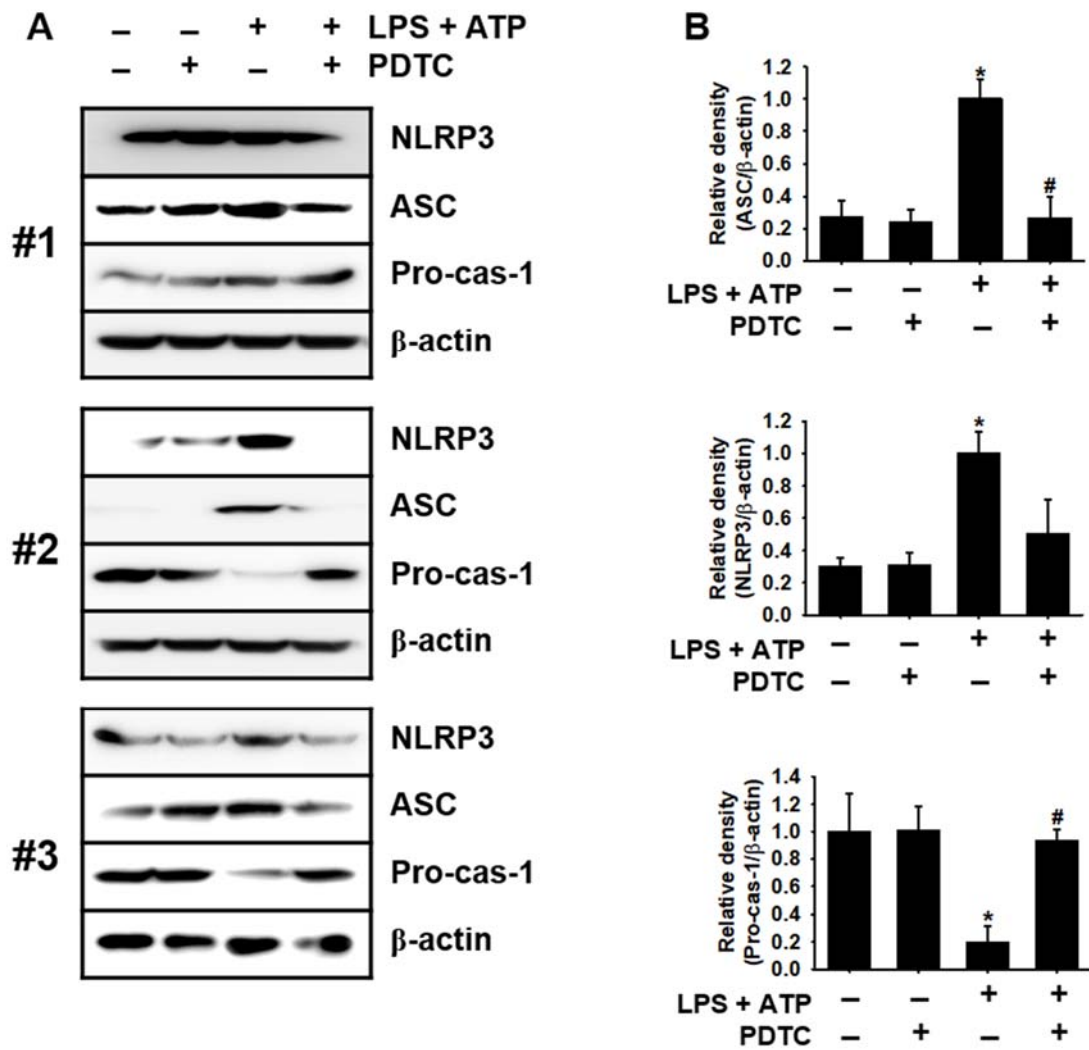 A
– – + + LPS + ATP
– + – + PDTC
#1
NLRP3
ASC
Pro-cas-1
β-actin
#2
NLRP3
ASC
Pro-cas-1
β-actin
#3
NLRP3
ASC
Pro-cas-1
β-actin
B
Relative density
(ASC/β-actin)
1.2
1.0
0.8
0.6
0.4
0.2
0.0
*
#
LPS + ATP – – + +
PDTC – + – +
Relative density
(NLRP3/β-actin)
1.2
1.0
0.8
0.6
0.4
0.2
0.0
*
LPS + ATP – – + +
PDTC – + – +
Relative density
(Pro-cas-1/β-actin)
1.4
1.2
1.0
0.8
0.6
0.4
0.2
0.0
*
#
LPS + ATP – – + +
PDTC – + – +